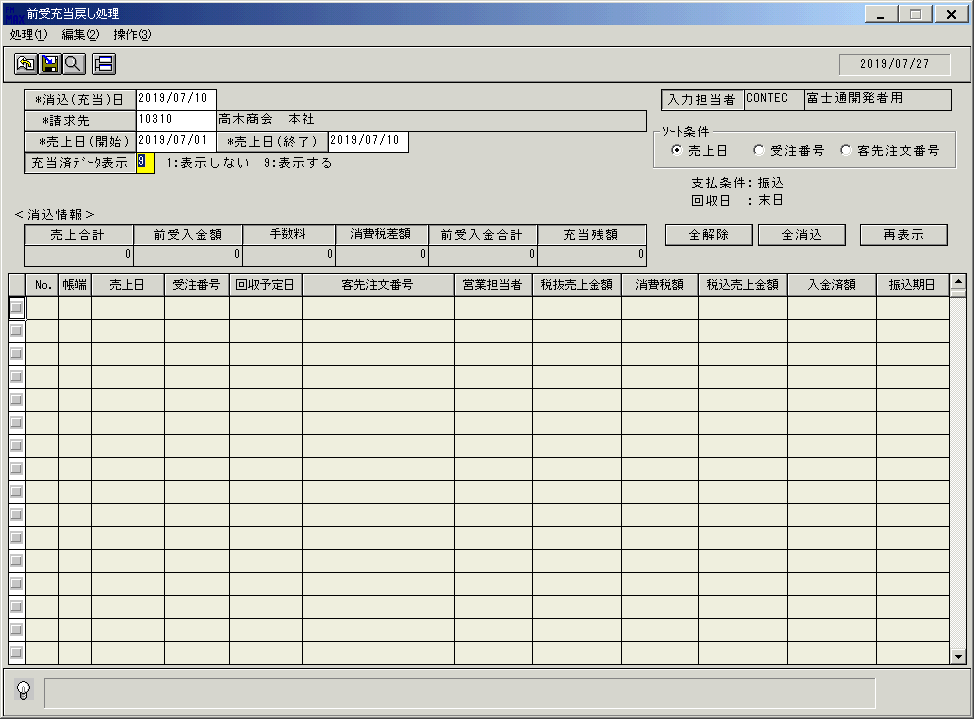 前受充当戻し処理
処理(1) 編集(2) 操作(3)
2019/07/27
*消込(充当)日 2019/07/10
入力担当者 CONTEC 富士通開発者用
*請求先 10310 高木商会 本社
*売上日(開始) 2019/07/01 *売上日(終了) 2019/07/10
ｿｰﾄ条件
売上日 受注番号 客先注文番号
充当済ﾃﾞｰﾀ表示 9 1:表示しない 9:表示する
支払条件: 振込
回収日 : 末日
＜消込情報＞
売上合計 前受入金額 手数料 消費税差額 前受入金合計 充当残額
0 0 0 0 0 0
全解除 全消込 再表示
No. 帳端 売上日 受注番号 回収予定日 客先注文番号 営業担当者 税抜売上金額 消費税額 税込売上金額 入金済額 振込期日